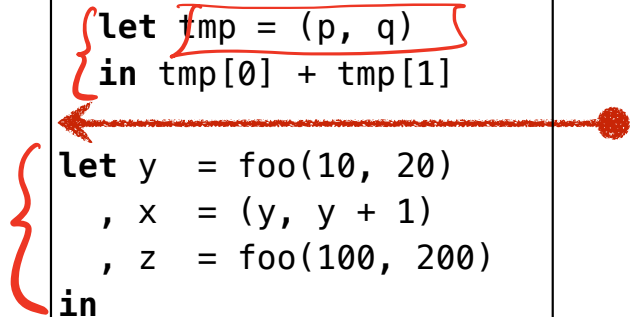 let tmp = (p, q)
in tmp[0] + tmp[1]
let y = foo(10, 20)
, x = (y, y + 1)
, z = foo(100, 200)
in